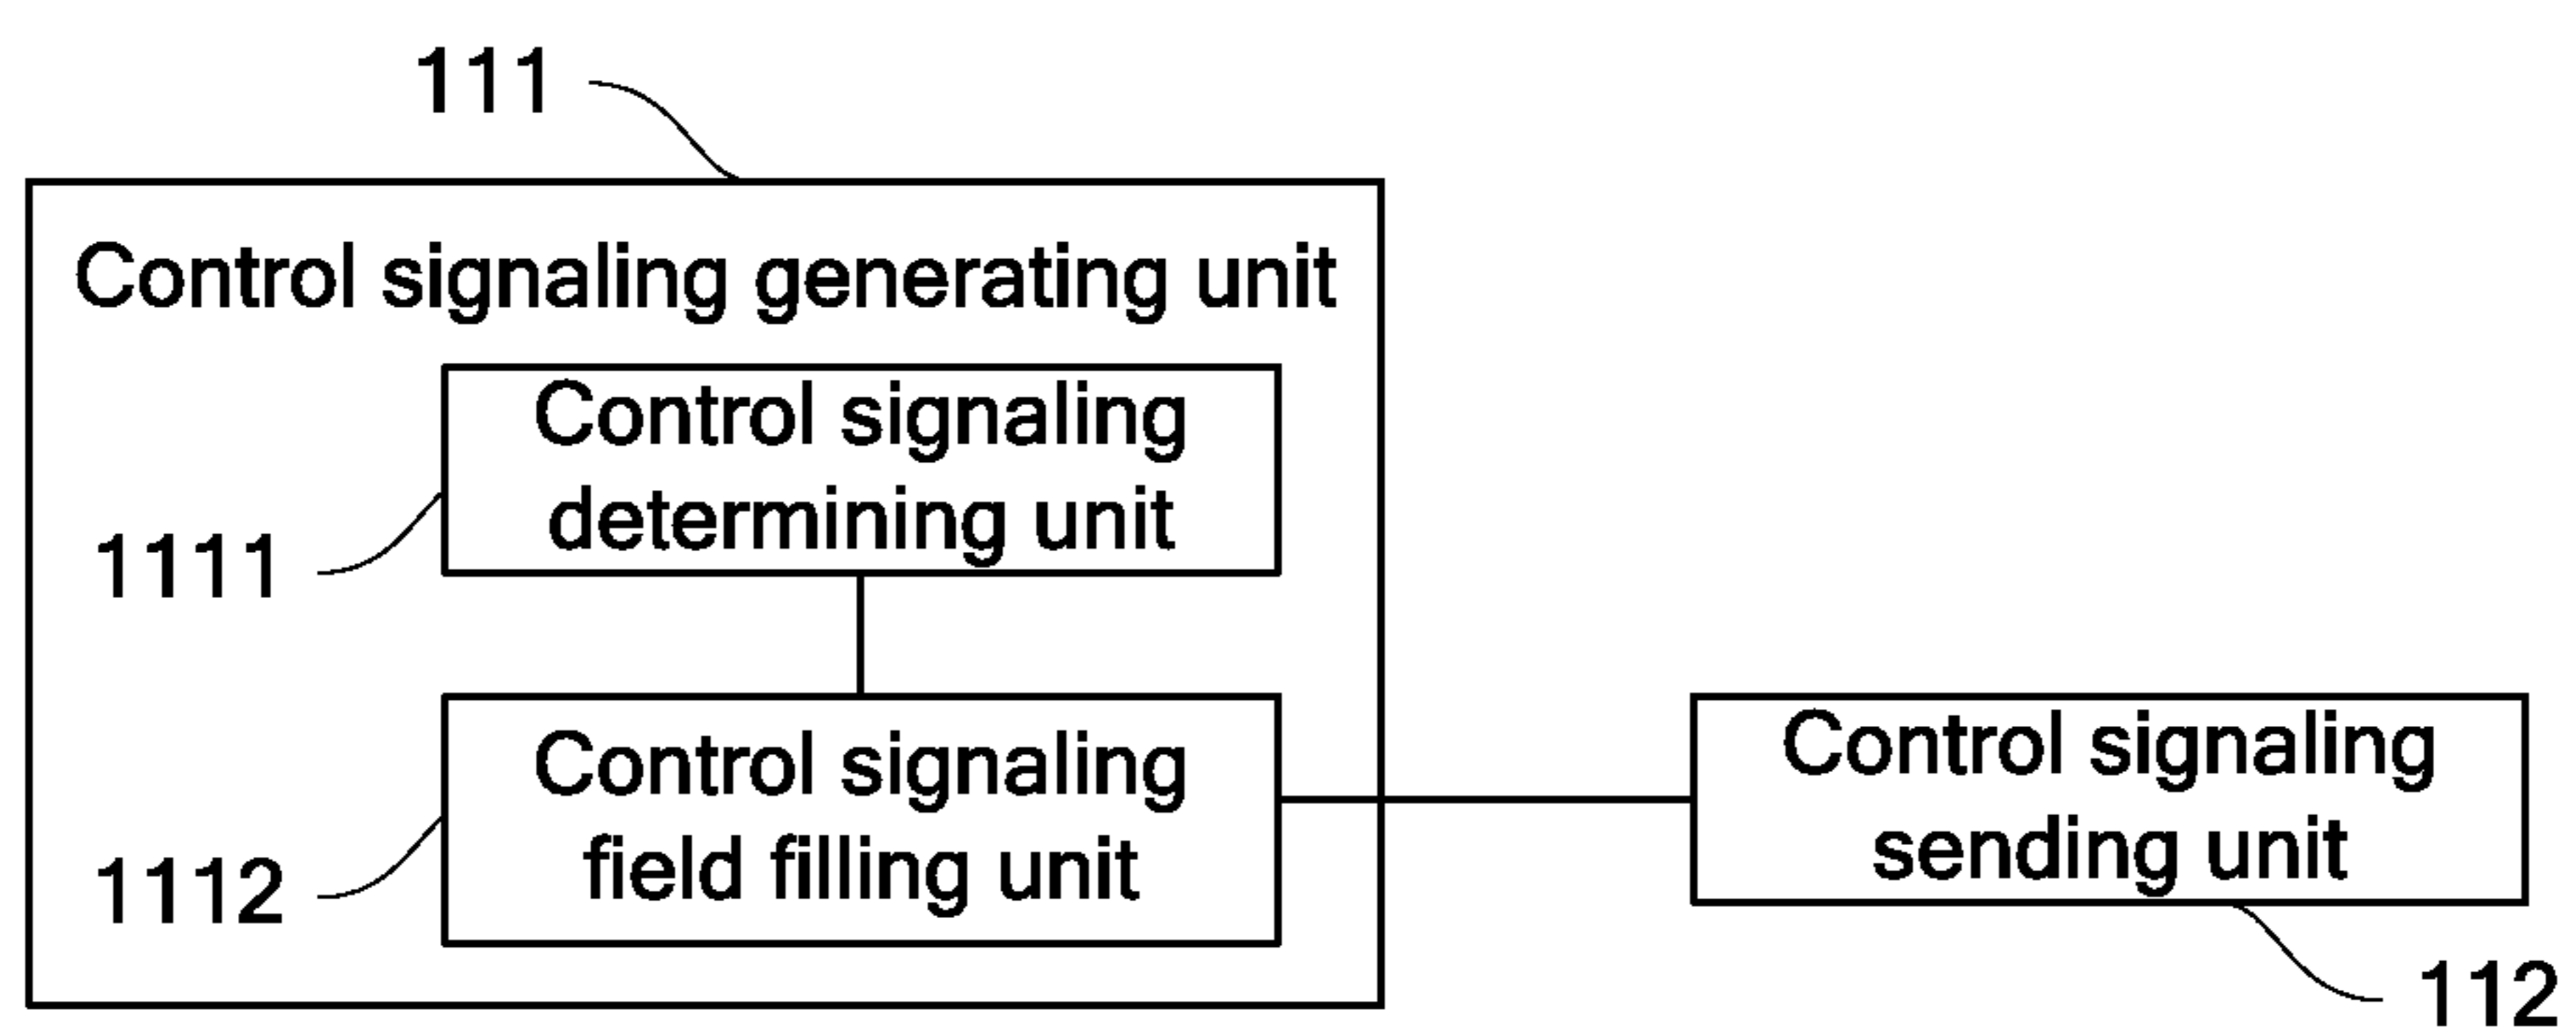 111
Control signaling generating unit
Control signaling
determining unit
1111
Control signaling
field filling unit
1112
Control signaling
sending unit
112